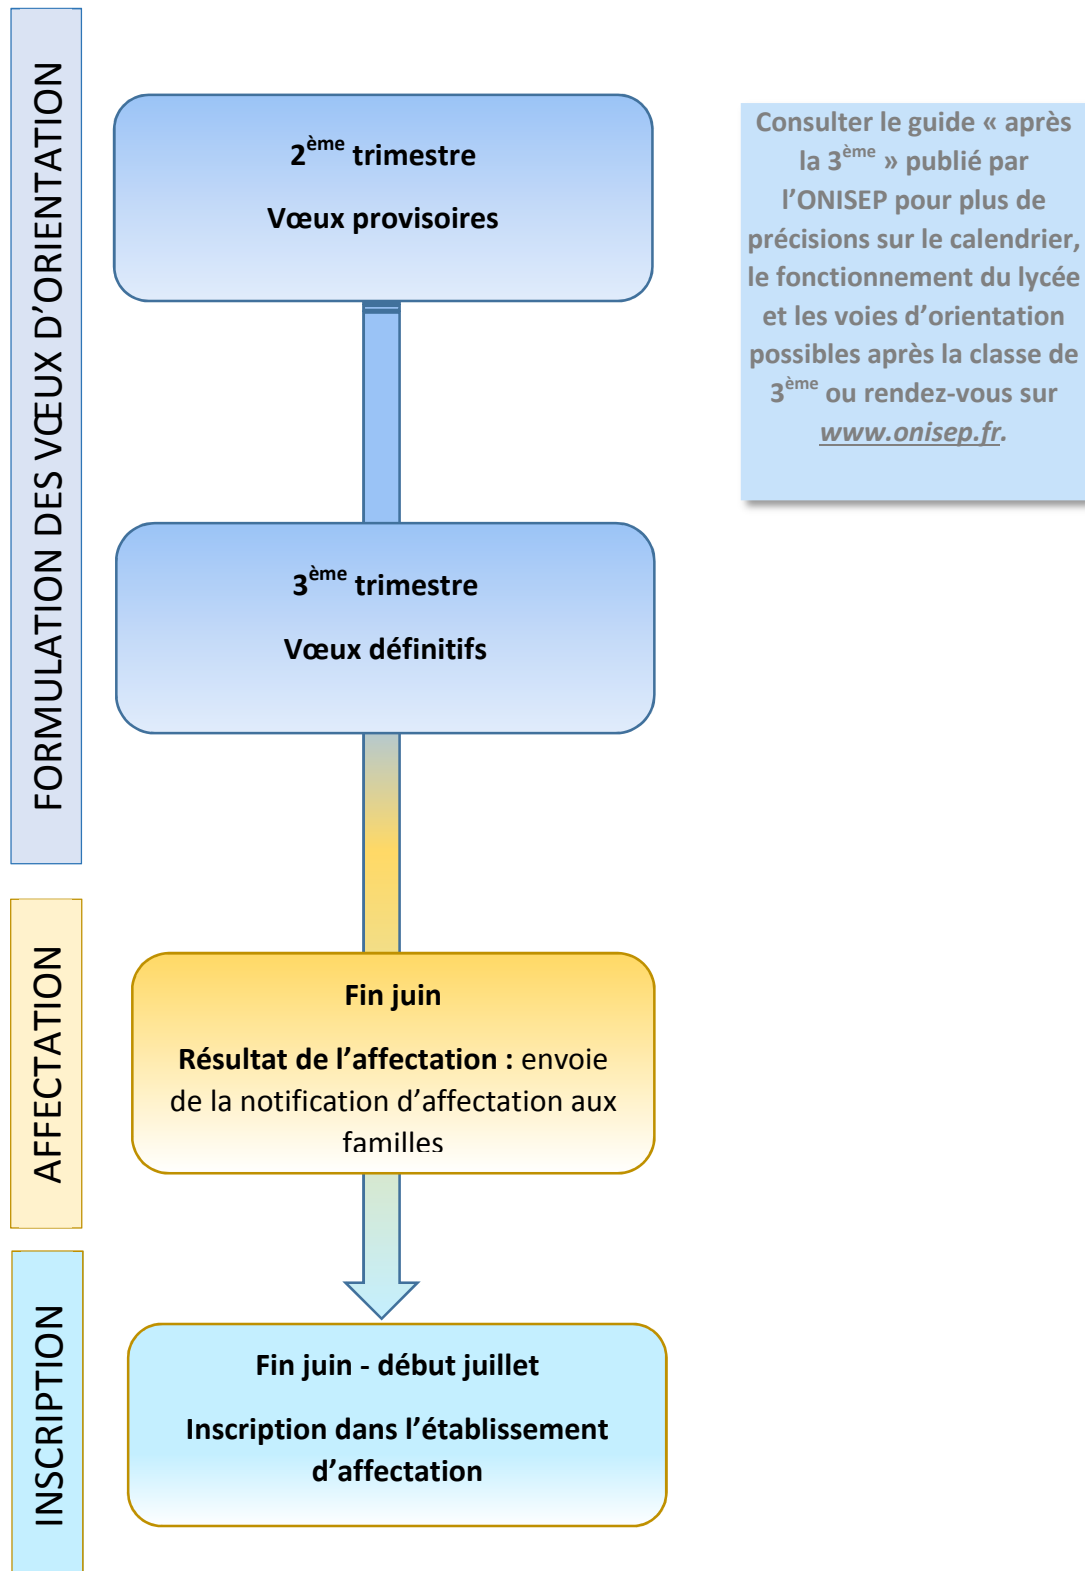 FORMULATION DES VŒUX D’ORIENTATION
2ème trimestre
Vœux provisoires
Consulter le guide « après
la 3ème » publié par
l’ONISEP pour plus de
précisions sur le calendrier,
le fonctionnement du lycée
et les voies d’orientation
possibles après la classe de
3ème ou rendez-vous sur
www.onisep.fr.
3ème trimestre
Vœux définitifs
AFFECTATION
Fin juin
Résultat de l’affectation : envoie
de la notification d’affectation aux
familles
INSCRIPTION
Fin juin - début juillet
Inscription dans l’établissement
d’affectation